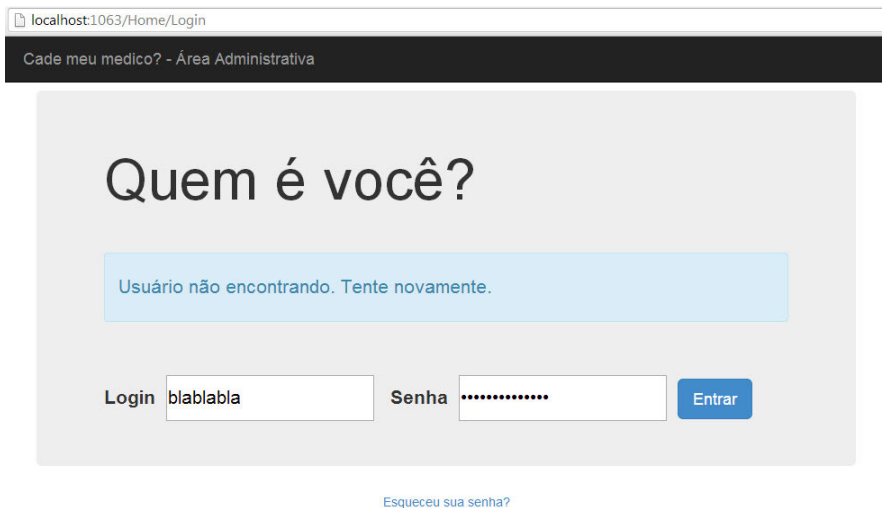 localhost:1063/Home/Login
Cade meu medico? - Área Administrativa
Quem é você?
Usuário não encontrando. Tente novamente.
Login blablabla Senha •••••••••••••• Entrar
Esqueceu sua senha?